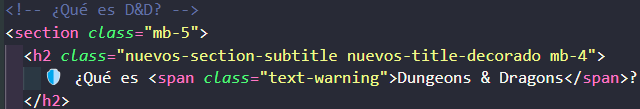 <!-- ¿Qué es D&D? -->
<section class="mb-5">
<h2 class="nuevos-section-subtitle nuevos-title-decorado mb-4">
🛡️ ¿Qué es <span class="text-warning">Dungeons & Dragons</span>?
</h2>